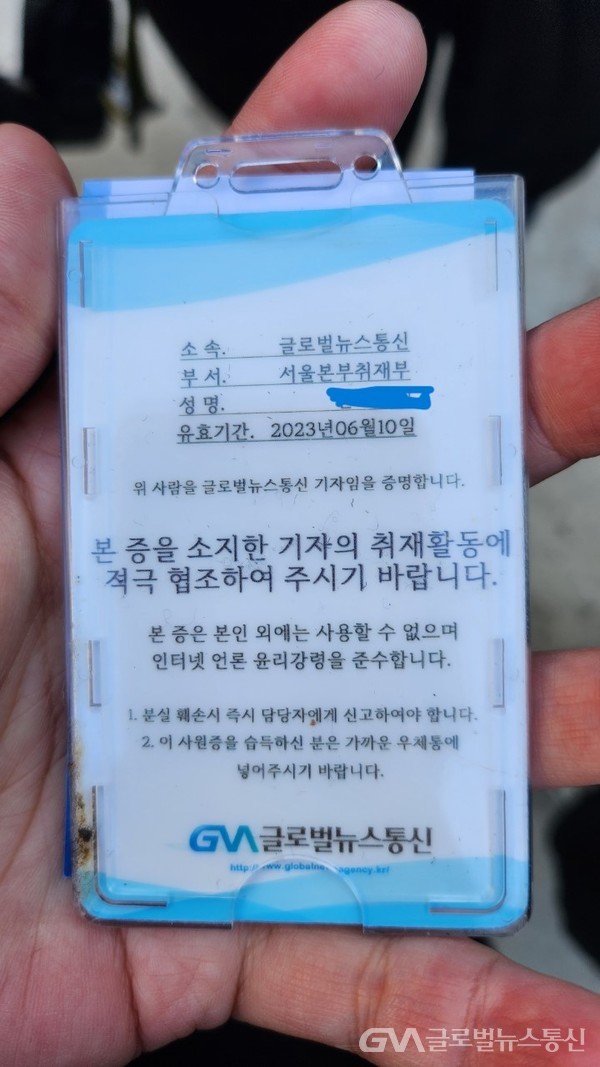 소 속. 글로벌뉴스통신
부 서. 서울본부취재부
성 명.
유효기간. 2023년06월10일
위 사람을 글로벌뉴스통신 기자임을 증명합니다.
본 증을 소지한 기자의 취재활동에
적극 협조하여 주시기 바랍니다.
본 증은 본인 외에는 사용할 수 없으며
인터넷 언론 윤리강령을 준수합니다.
1. 분실 훼손시 즉시 담당자에게 신고하여야 합니다.
2. 이 사원증을 습득하신 분은 가까운 우체통에
넣어주시기 바랍니다.
GNA 글로벌뉴스통신
http://www.globalnewsagency.kr/
GNA 글로벌뉴스통신